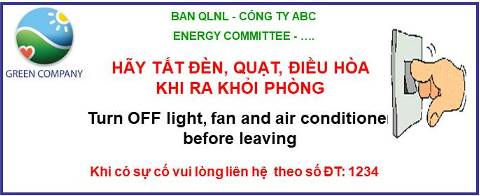 BAN QLNL - CÔNG TY ABC
ENERGY COMMITTEE - ....
GREEN COMPANY
HÃY TẮT ĐÈN, QUẠT, ĐIỀU HÒA
KHI RA KHỎI PHÒNG
Turn OFF light, fan and air conditione
before leaving
Khi có sự cố vui lòng liên hệ theo số ĐT: 1234